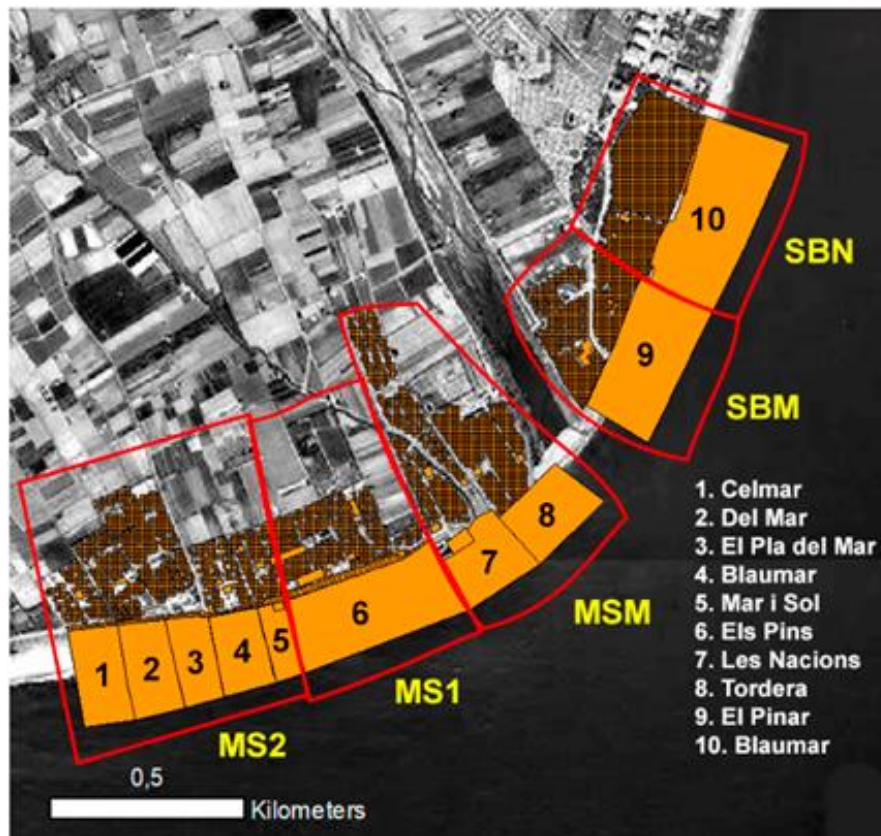 10
SBN
9
SBM
8
7
MSM
6
MS1
1
2
3
4
5
MS2
1. Celmar
2. Del Mar
3. El Pla del Mar
4. Blaumar
5. Mar i Sol
6. Els Pins
7. Les Nacions
8. Tordera
9. El Pinar
10. Blaumar
0,5
Kilometers